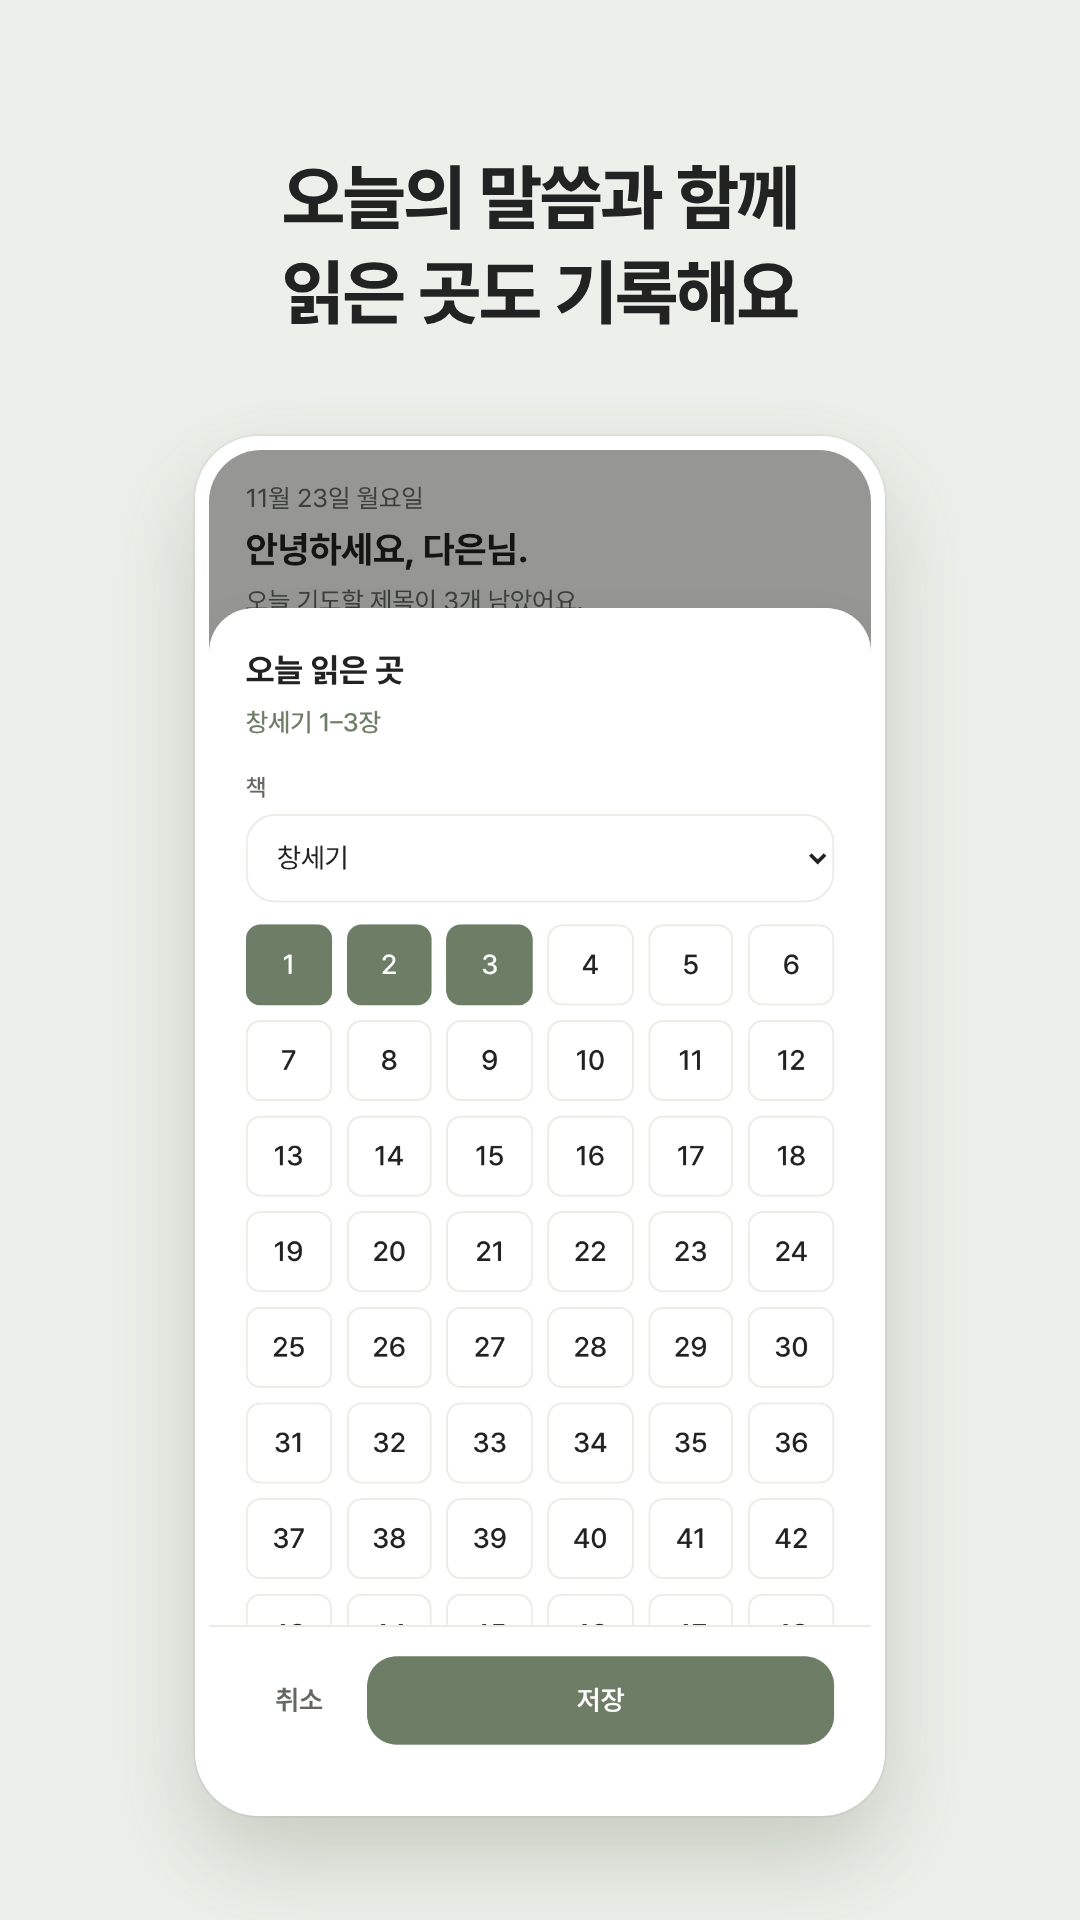 오늘의 말씀과 함께
읽은 곳도 기록해요
11월 23일 월요일
안녕하세요, 다은님.
오늘 기도할 제목이 3개 남았어요.
오늘 읽은 곳
창세기 1–3장
책
창세기
1 2 3 4 5 6
7 8 9 10 11 12
13 14 15 16 17 18
19 20 21 22 23 24
25 26 27 28 29 30
31 32 33 34 35 36
37 38 39 40 41 42
취소 저장